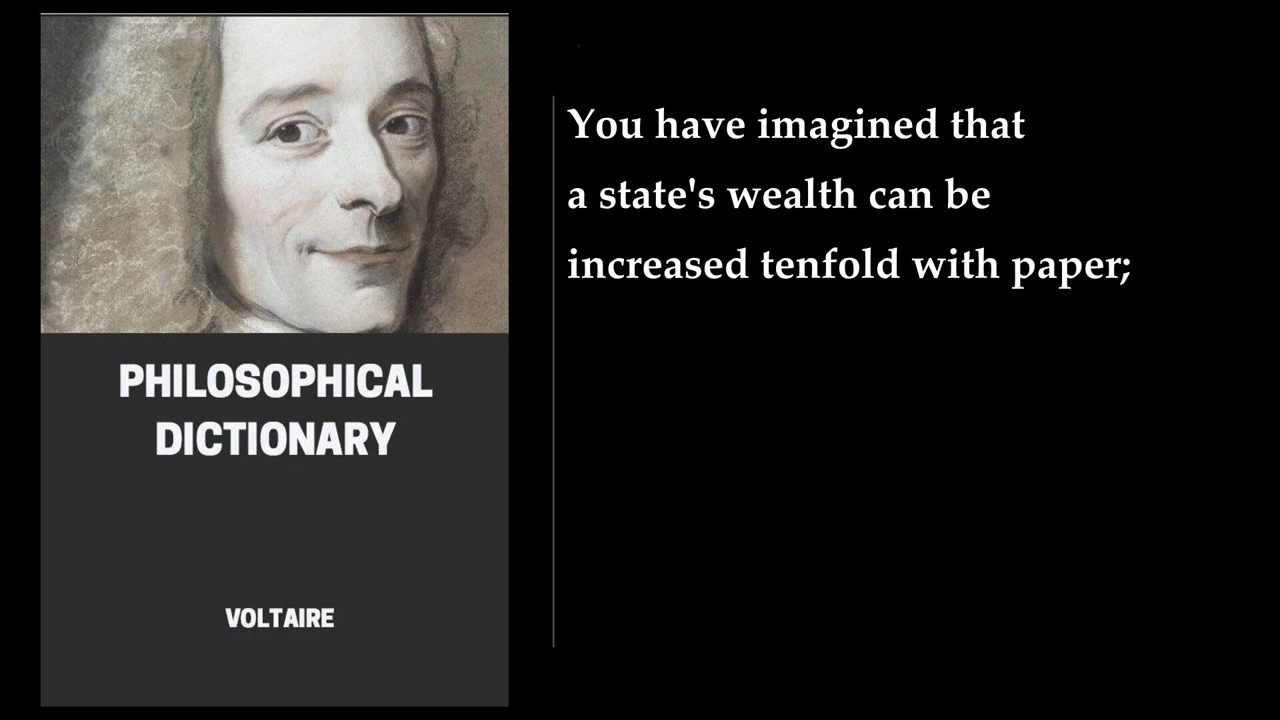 PHILOSOPHICAL
DICTIONARY
VOLTAIRE
You have imagined that
a state's wealth can be
increased tenfold with paper;